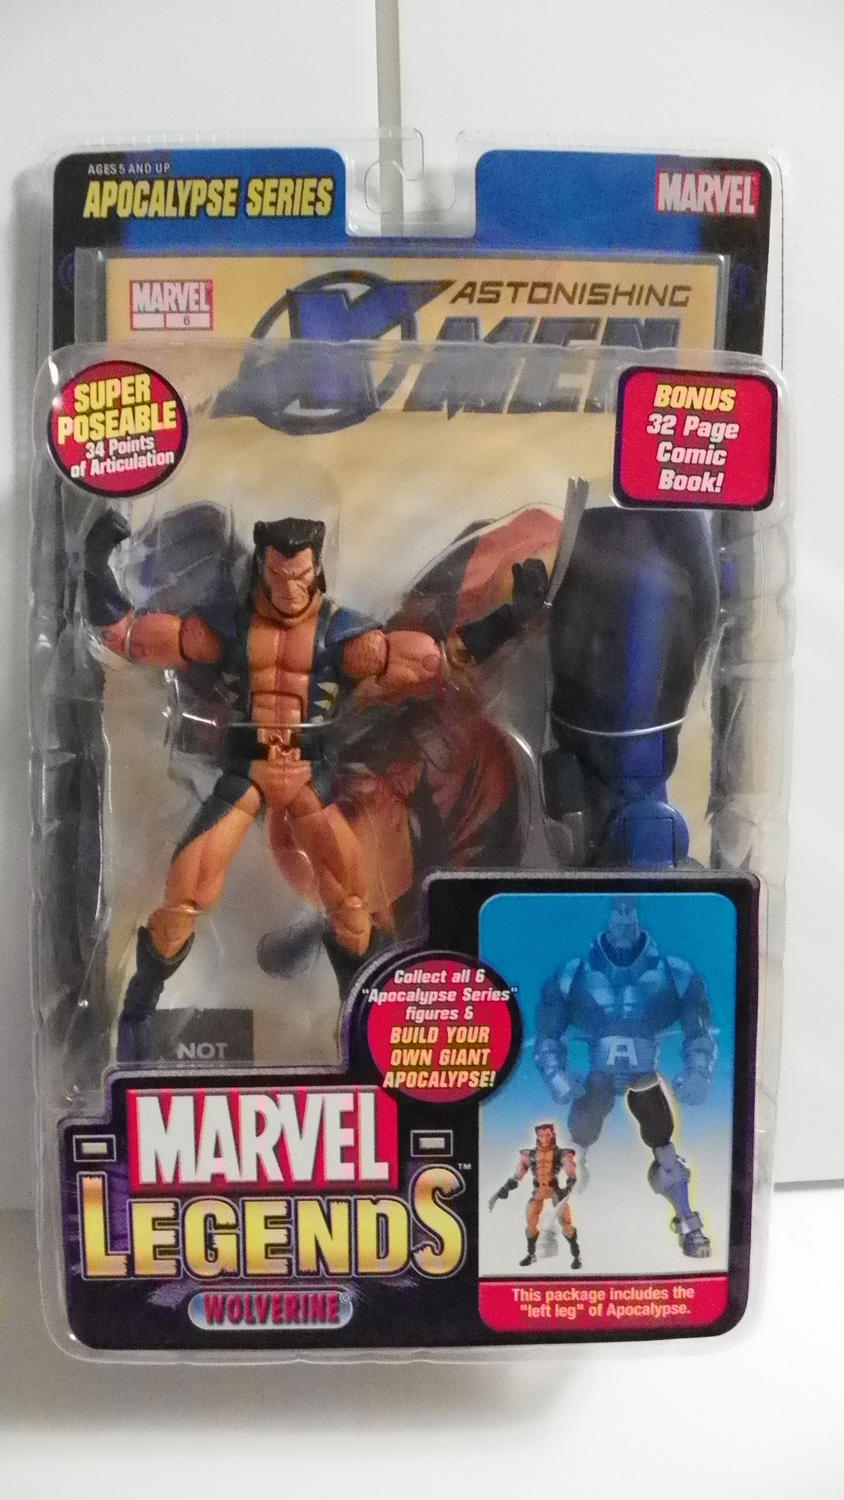 AGES 5 AND UP
APOCALYPSE SERIES
MARVEL
MARVEL
6
ASTONISHING
X MEN
SUPER
POSEABLE
34 Points
of Articulation
BONUS
32 Page
Comic
Book!
NOT
Collect all 6
"Apocalypse Series"
figures &
BUILD YOUR
OWN GIANT
APOCALYPSE!
A
MARVEL
LEGENDS™
WOLVERINE®
This package includes the
"left leg" of Apocalypse.